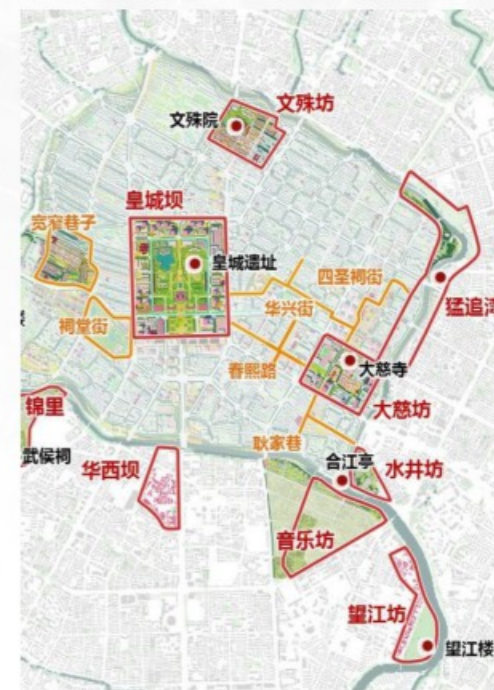 文殊坊
文殊院
皇城坝
宽窄巷子
皇城遗址
四圣祠街
华兴街
猛追湾
祠堂街
春熙路
大慈寺
大慈坊
锦里
耿家巷
武侯祠
华西坝
合江亭
水井坊
音乐坊
望江坊
望江楼